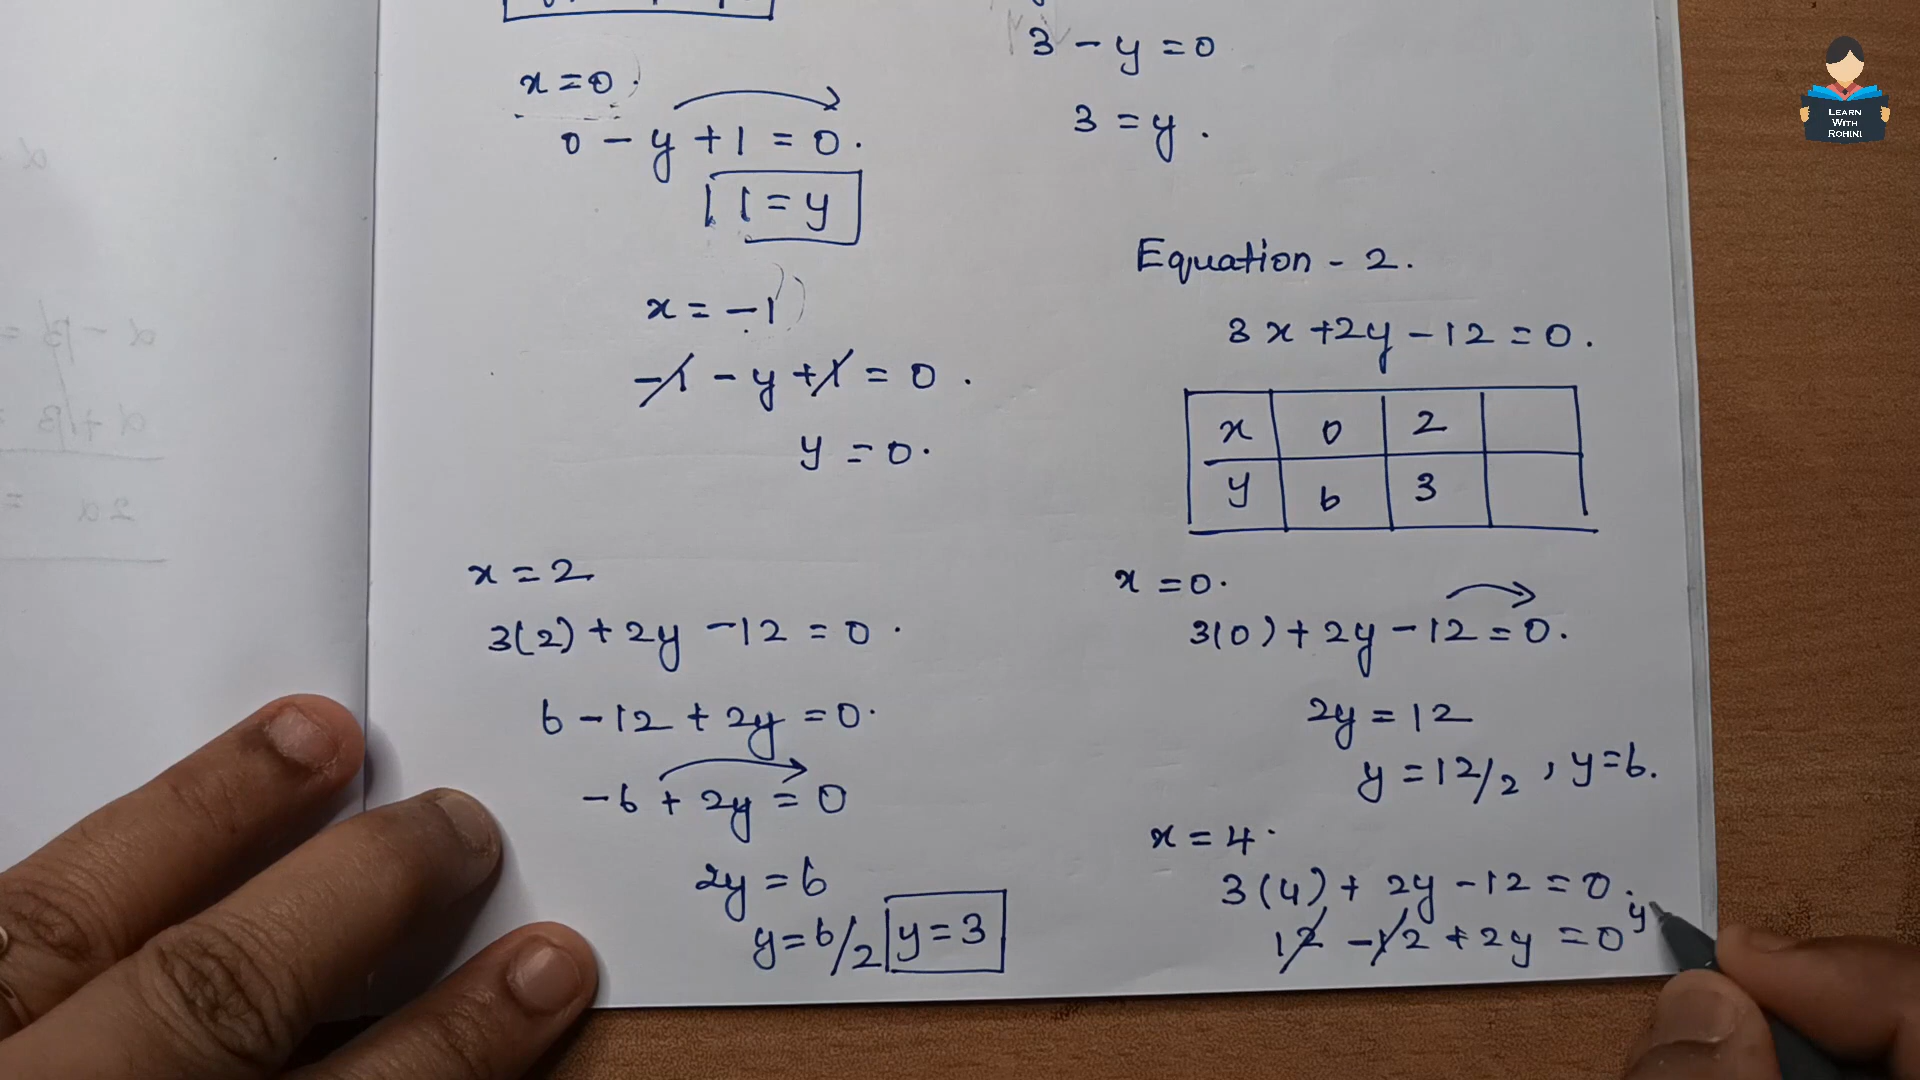 x = 0.
0 - y + 1 = 0.
1 = y
x = -1
-1 - y + 1 = 0.
y = 0.
x = 2
3(2) + 2y - 12 = 0.
6 - 12 + 2y = 0.
-6 + 2y = 0
2y = 6
y = 6/2 y = 3
3 - y = 0
3 = y.
Equation - 2.
3x + 2y - 12 = 0.
x 0 2
y 6 3
x = 0.
3(0) + 2y - 12 = 0.
2y = 12
y = 12/2, y = 6.
x = 4.
3(4) + 2y - 12 = 0.
12 - 12 + 2y = 0 y
LEARN
WITH
ROHINI